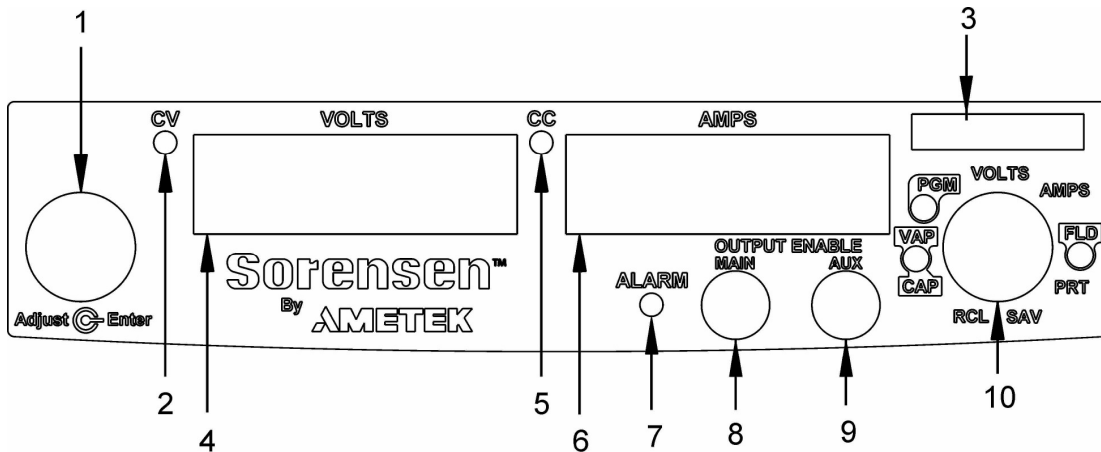 1
3
CV
VOLTS
CC
AMPS
VOLTS
PGM
AMPS
VAP
FLD
OUTPUT ENABLE
MAIN
AUX
Sorensen™
ALARM
CAP
PRT
By AMETEK
Adjust Enter
RCL SAV
2
4
5
6
7
8
9
10